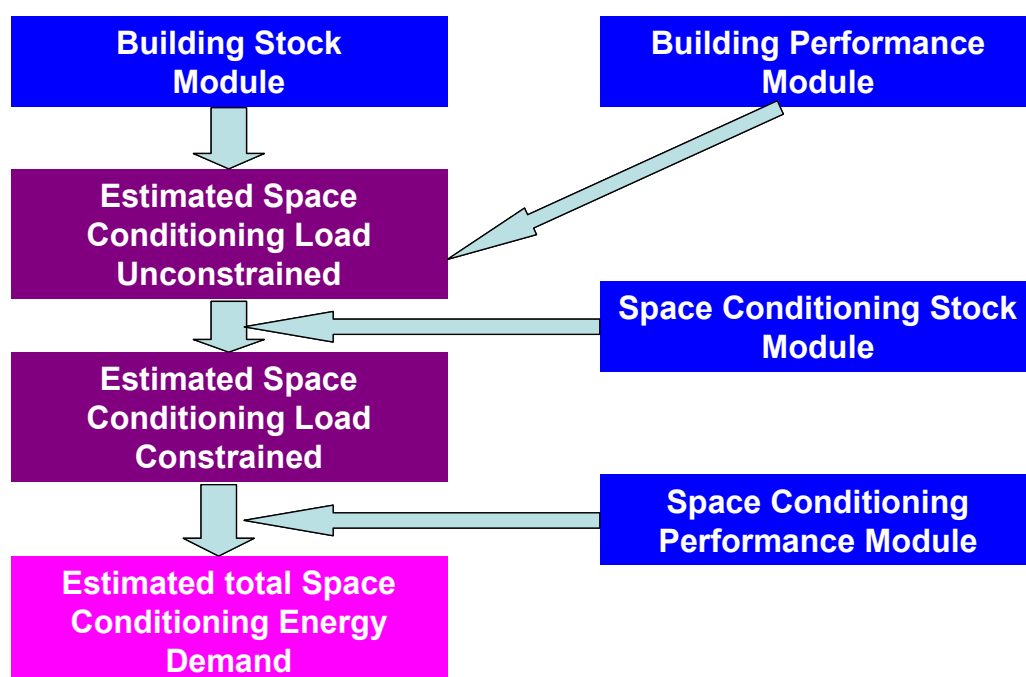 Building Stock
Module
Building Performance
Module
Estimated Space
Conditioning Load
Unconstrained
Space Conditioning Stock
Module
Estimated Space
Conditioning Load
Constrained
Space Conditioning
Performance Module
Estimated total Space
Conditioning Energy
Demand